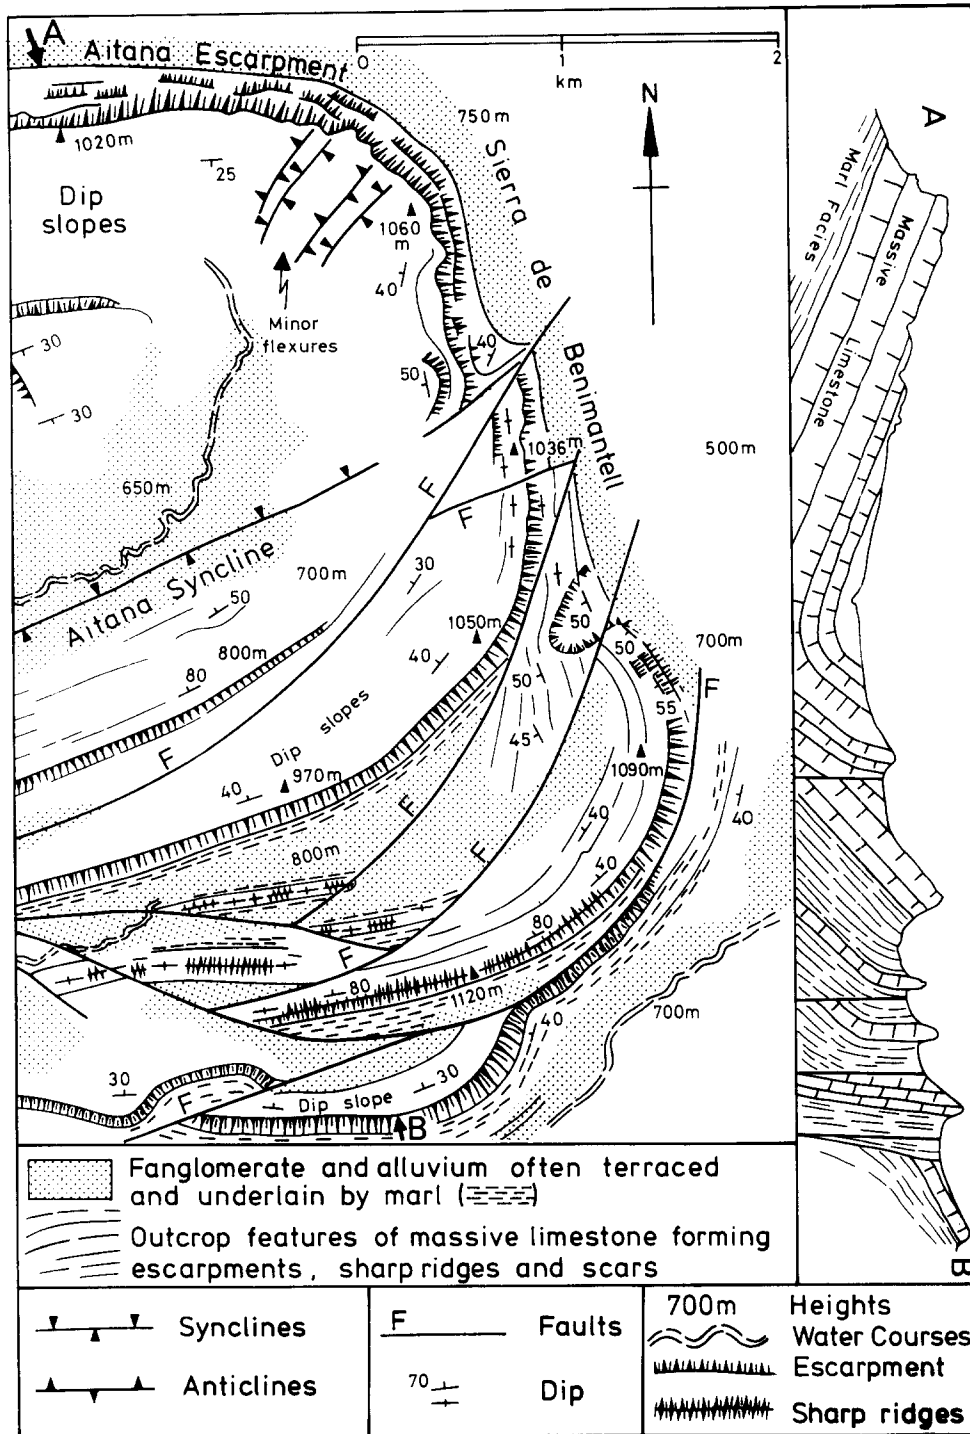 A
Aitana Escarpment
0
1
2
km
N
750m
Sierra
de
Benimantell
1020m
25
Dip
slopes
1060
m
40
Minor
flexures
30
30
40
50
1036m
500m
650m
F
F
Aitana Syncline
700m
30
50
50
1050m
700m
800m
50
80
40
50
55
F
Dip slopes
45
1090m
F
40
970m
40
40
F
F
40
800m
80
F
80
1120m
700m
40
30
30
F
Dip slope
B
A
Marl Facies
Massive
Limestone
B
Fanglomerate and alluvium often terraced
and underlain by marl ( )
Outcrop features of massive limestone forming
escarpments, sharp ridges and scars
Synclines
Anticlines
F
Faults
70
Dip
700m Heights
Water Courses
Escarpment
Sharp ridges